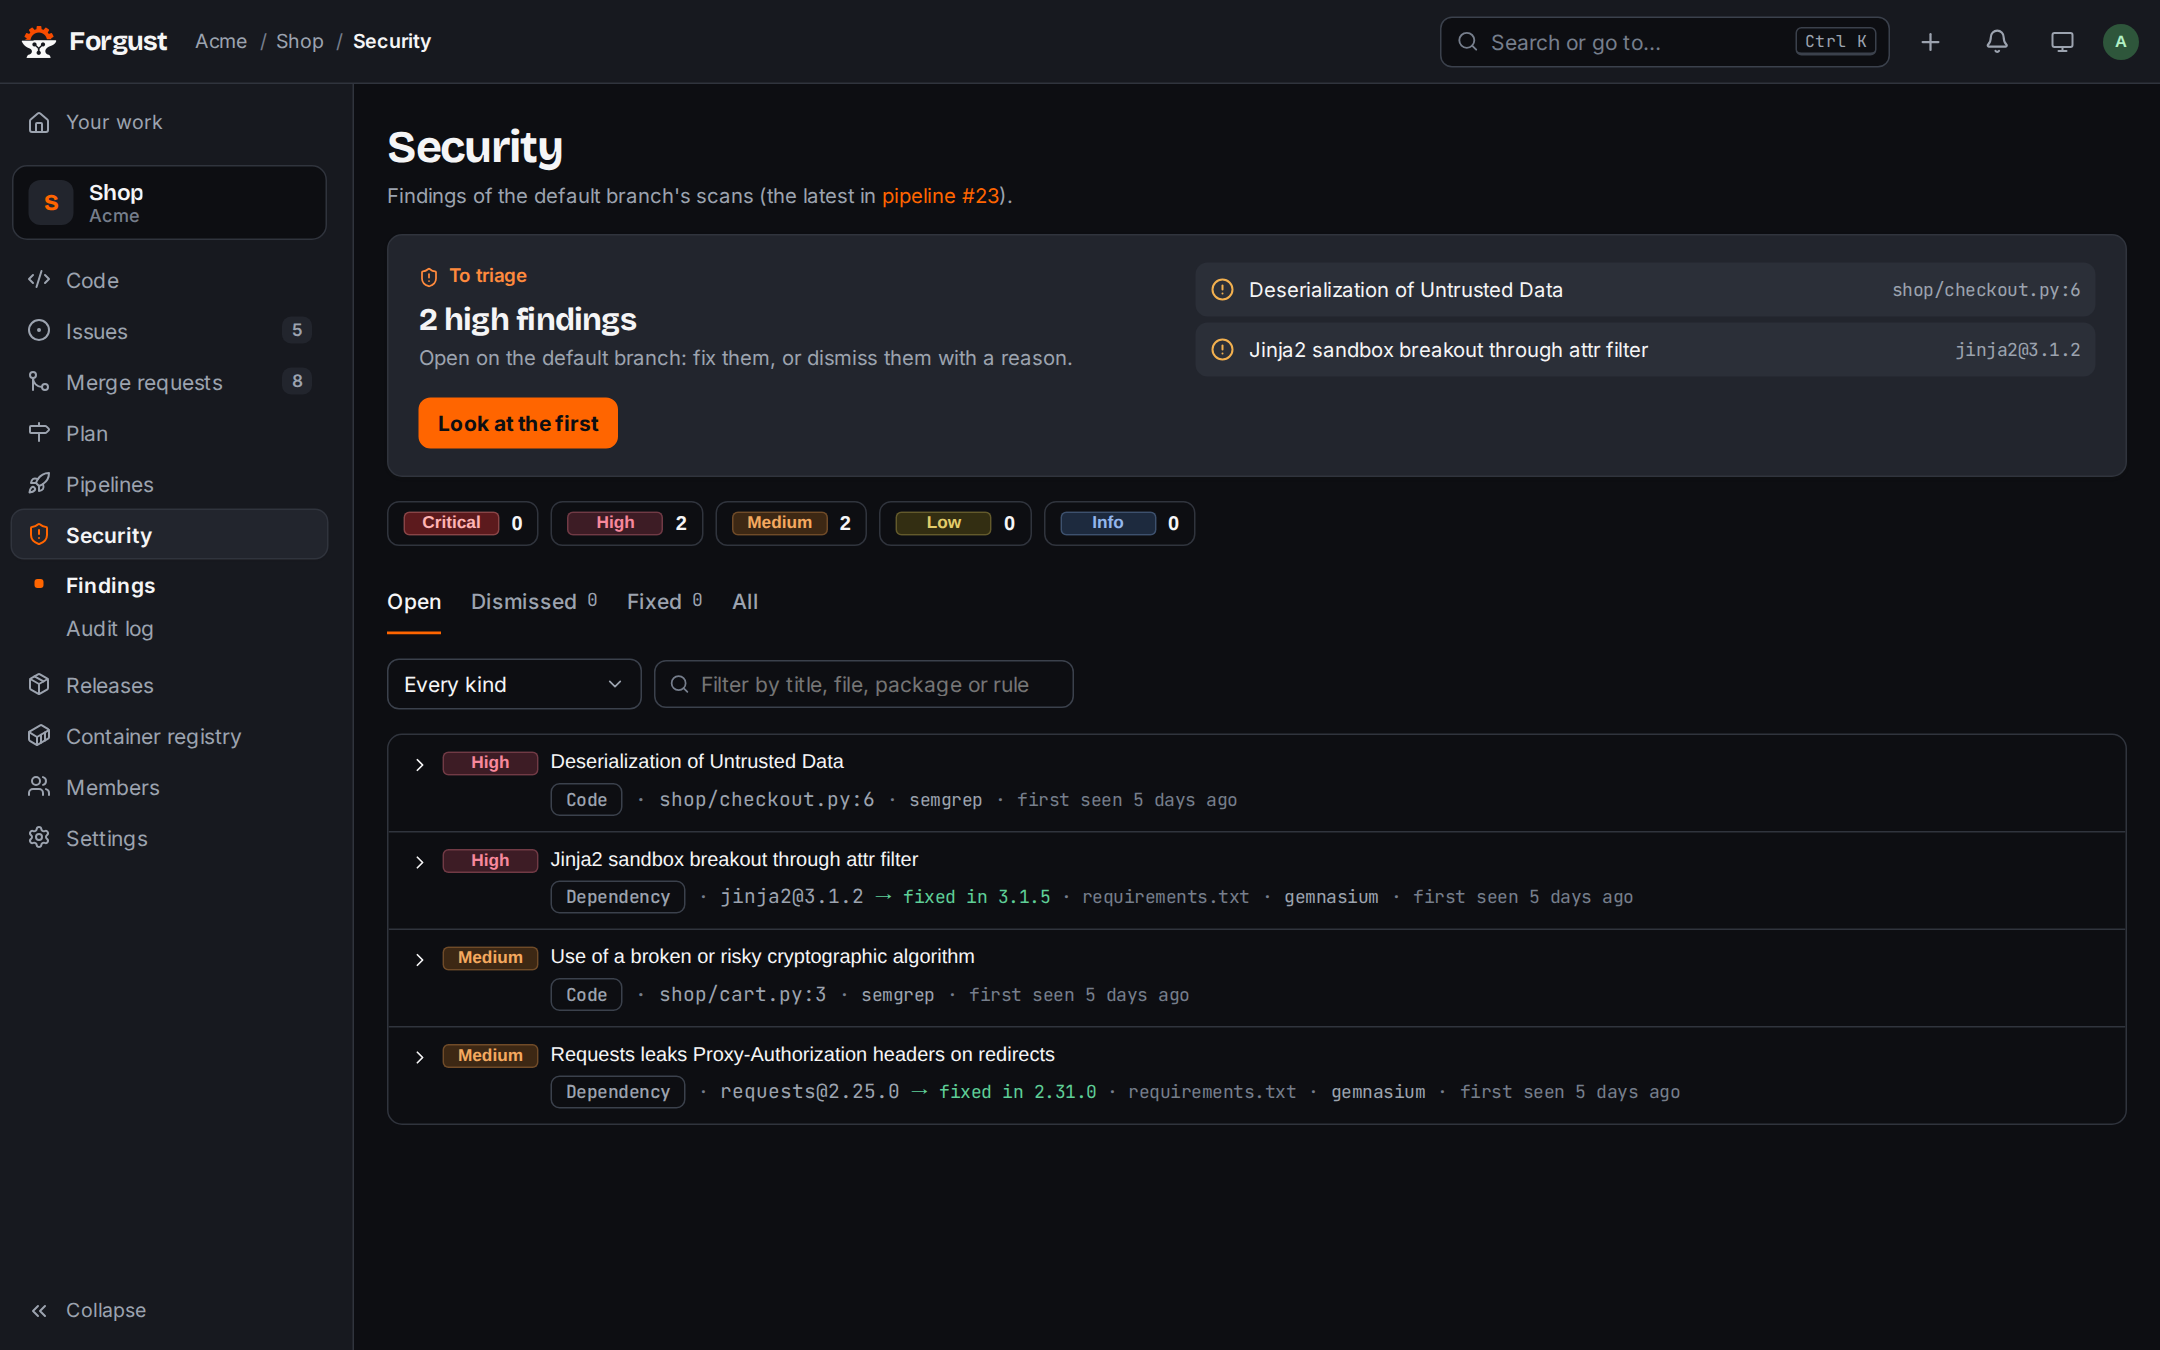 Forgust
Acme / Shop / Security
Search or go to...
Ctrl K
A
Your work
S
Shop
Acme
Code
Issues 5
Merge requests 8
Plan
Pipelines
Security
Findings
Audit log
Releases
Container registry
Members
Settings
Collapse
Security
Findings of the default branch's scans (the latest in pipeline #23).
To triage
2 high findings
Open on the default branch: fix them, or dismiss them with a reason.
Look at the first
Deserialization of Untrusted Data shop/checkout.py:6
Jinja2 sandbox breakout through attr filter jinja2@3.1.2
Critical 0 High 2 Medium 2 Low 0 Info 0
Open Dismissed 0 Fixed 0 All
Every kind
Filter by title, file, package or rule
High Deserialization of Untrusted Data
Code · shop/checkout.py:6 · semgrep · first seen 5 days ago
High Jinja2 sandbox breakout through attr filter
Dependency · jinja2@3.1.2 → fixed in 3.1.5 · requirements.txt · gemnasium · first seen 5 days ago
Medium Use of a broken or risky cryptographic algorithm
Code · shop/cart.py:3 · semgrep · first seen 5 days ago
Medium Requests leaks Proxy-Authorization headers on redirects
Dependency · requests@2.25.0 → fixed in 2.31.0 · requirements.txt · gemnasium · first seen 5 days ago